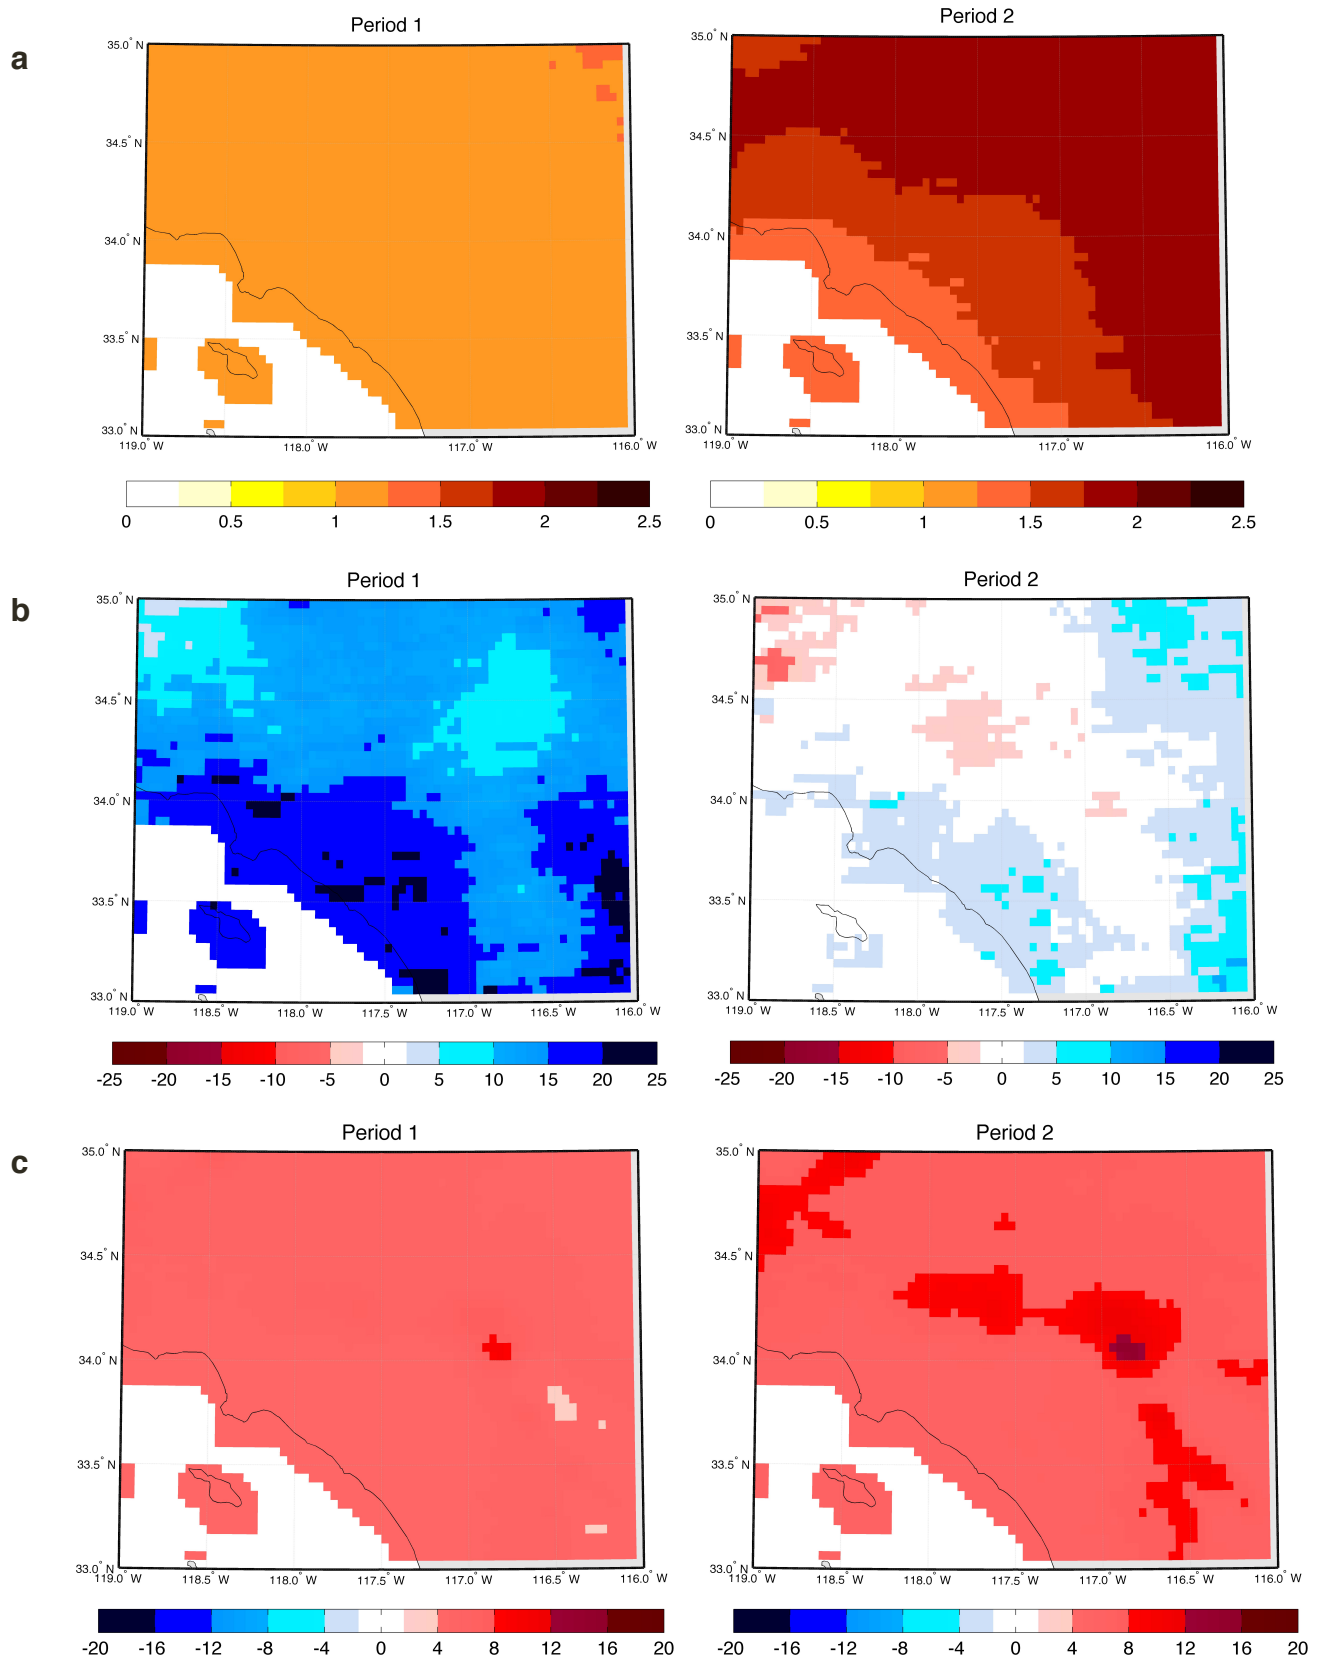 a
Period 1
Period 2
35.0° N
34.5° N
34.0° N
33.5° N
33.0° N
119.0° W
118.0° W
117.0° W
116.0° W
35.0° N
34.5° N
34.0° N
33.5° N
33.0° N
119.0° W
118.0° W
117.0° W
116.0° W
0 0.5 1 1.5 2 2.5
0 0.5 1 1.5 2 2.5
b
Period 1
Period 2
35.0° N
34.5° N
34.0° N
33.5° N
33.0° N
119.0° W 118.5° W 118.0° W 117.5° W 117.0° W 116.5° W 116.0° W
35.0° N
34.5° N
34.0° N
33.5° N
33.0° N
119.0° W 118.5° W 118.0° W 117.5° W 117.0° W 116.5° W 116.0° W
-25 -20 -15 -10 -5 0 5 10 15 20 25
-25 -20 -15 -10 -5 0 5 10 15 20 25
c
Period 1
Period 2
35.0° N
34.5° N
34.0° N
33.5° N
33.0° N
119.0° W 118.5° W 118.0° W 117.5° W 117.0° W 116.5° W 116.0° W
35.0° N
34.5° N
34.0° N
33.5° N
33.0° N
119.0° W 118.5° W 118.0° W 117.5° W 117.0° W 116.5° W 116.0° W
-20 -16 -12 -8 -4 0 4 8 12 16 20
-20 -16 -12 -8 -4 0 4 8 12 16 20